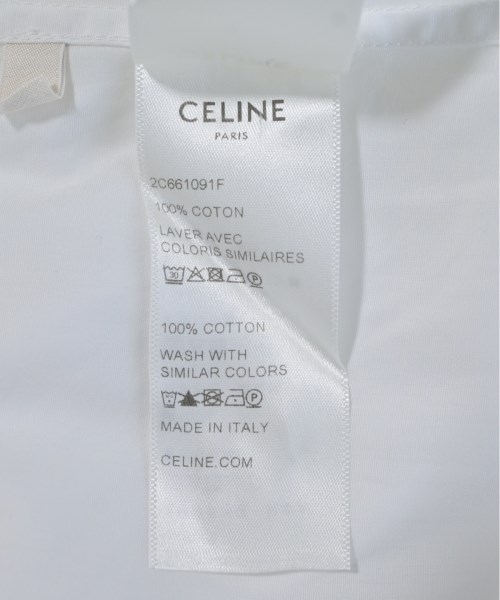 CELINE
PARIS
2C661091F
100% COTON
LAVER AVEC
COLORIS SIMILAIRES
30 P
100% COTTON
WASH WITH
SIMILAR COLORS
P
MADE IN ITALY
CELINE.COM